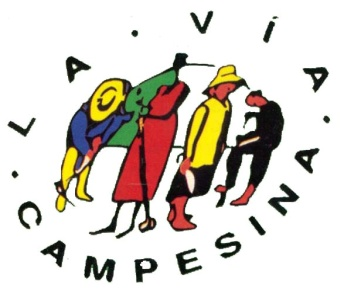 LA · VÍA ·
· CAMPESINA ·